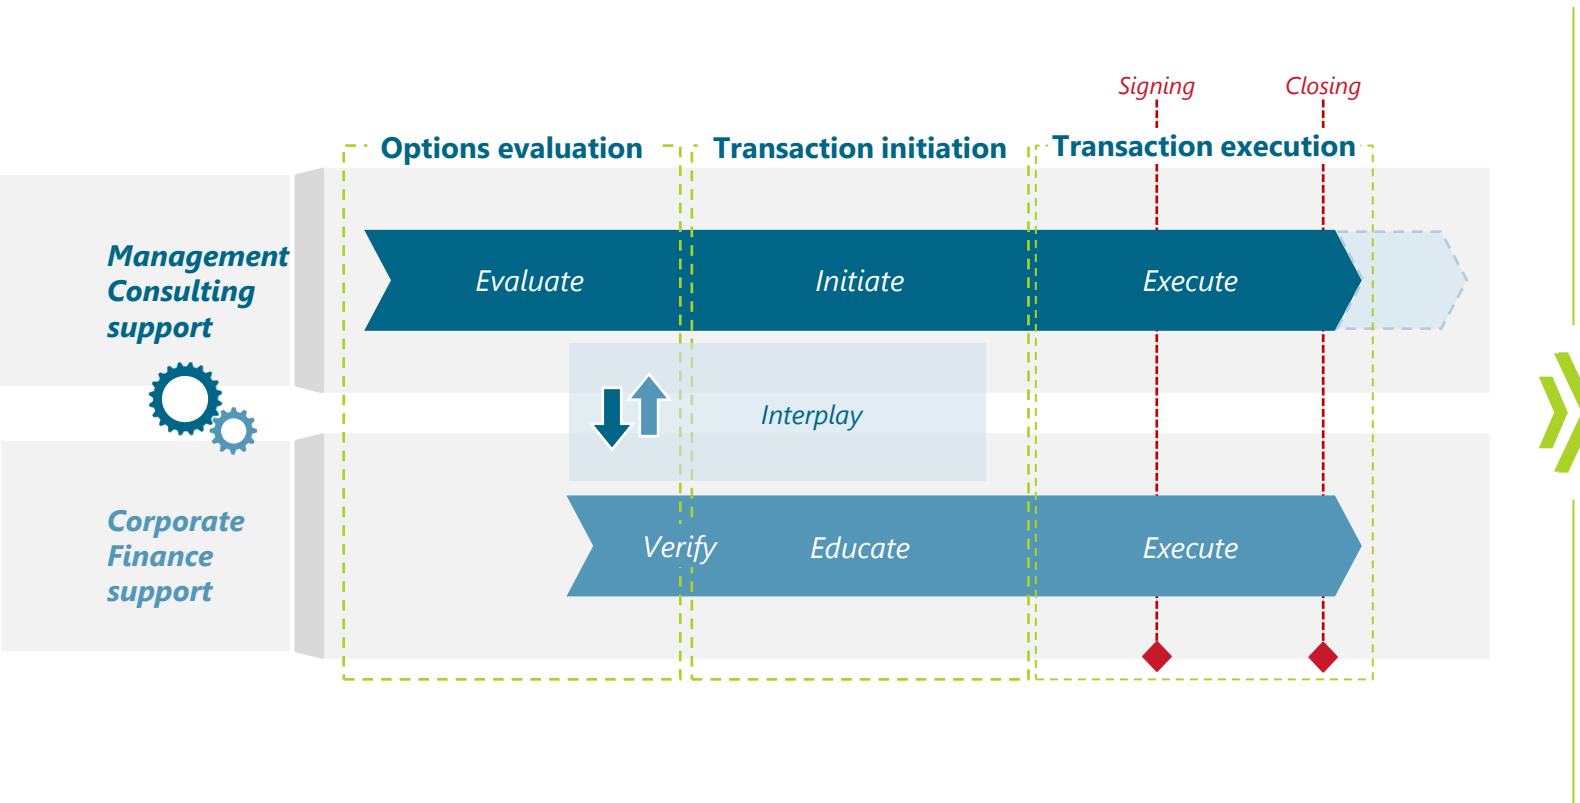 Signing Closing
Options evaluation Transaction initiation Transaction execution
Management
Consulting
support
Evaluate Initiate Execute
Interplay
Corporate
Finance
support
Verify Educate Execute